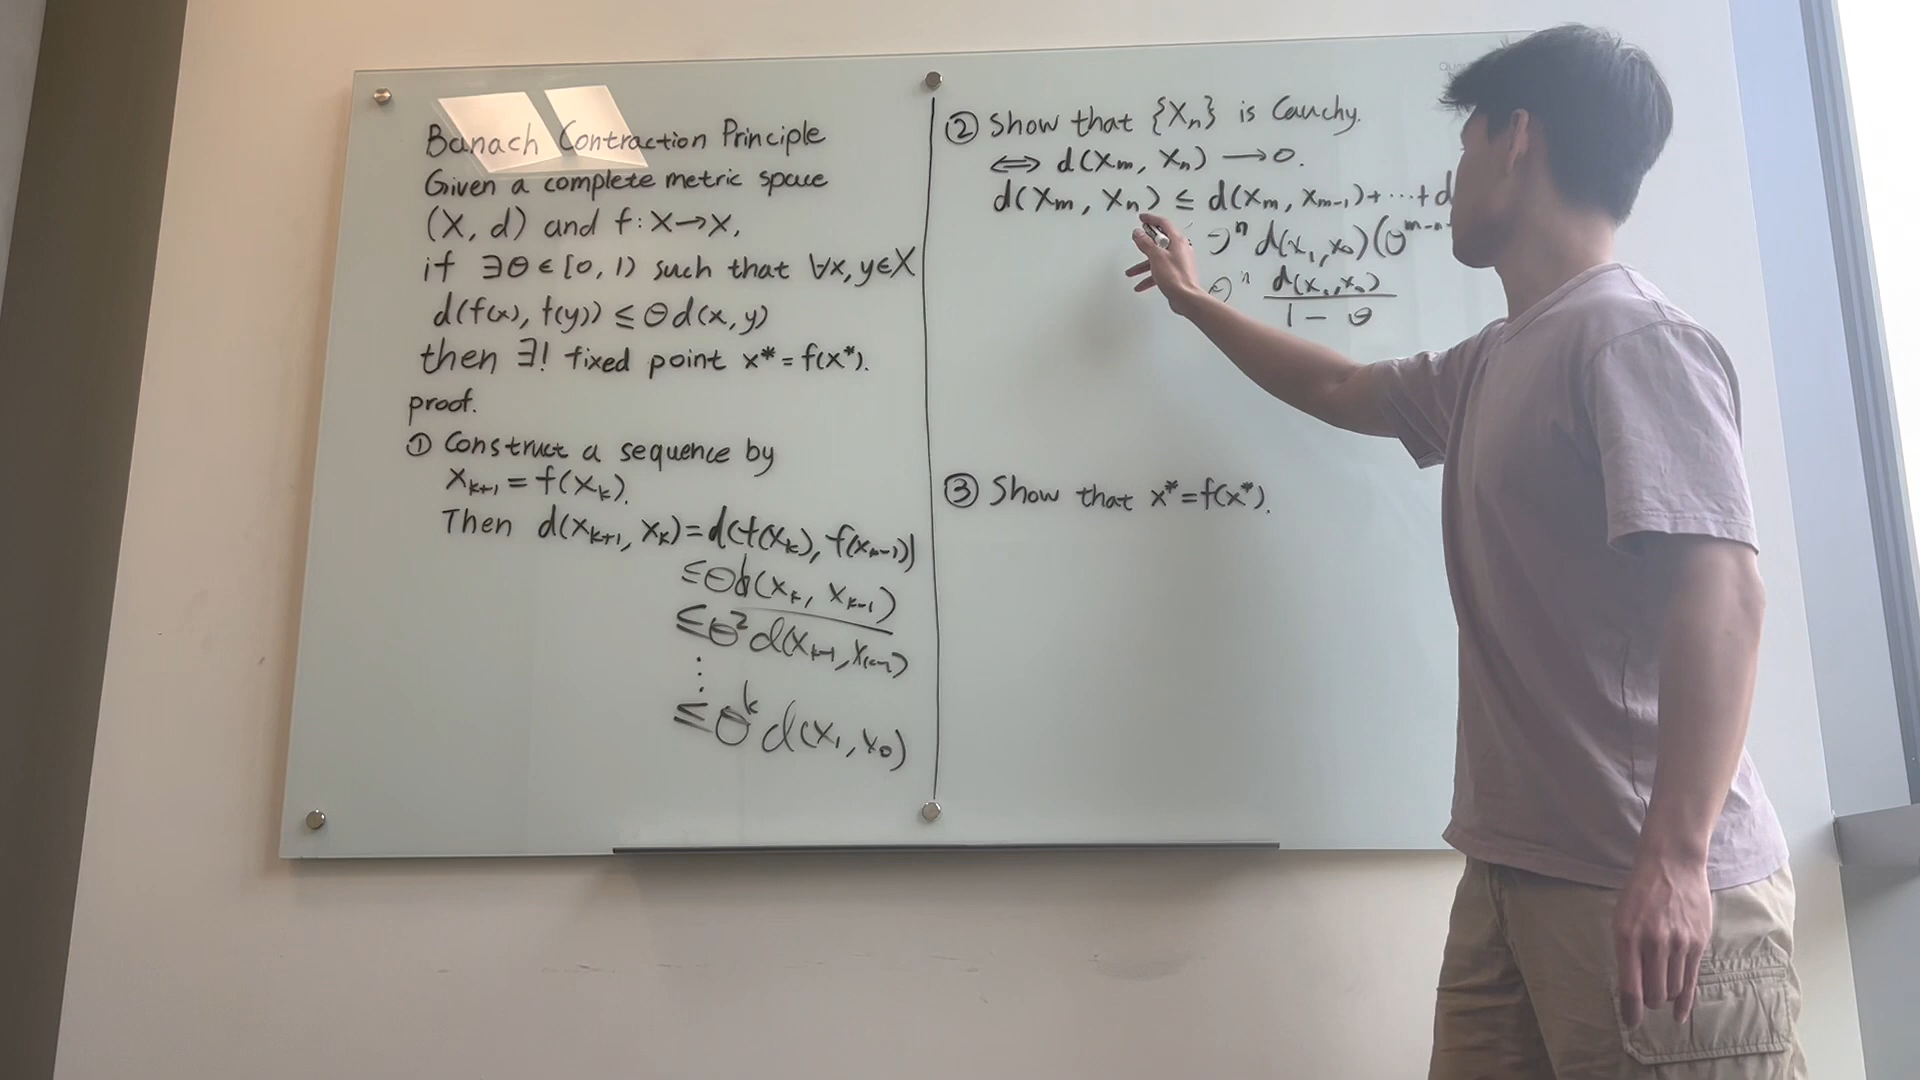 Banach Contraction Principle
Given a complete metric space
(X, d) and f: X→X,
if ∃θ ∈ [0, 1) such that ∀x, y∈X
d(f(x), f(y)) ≤ θd(x, y)
then ∃! fixed point x* = f(x*).
proof.
① Construct a sequence by
x_{k+1} = f(x_k).
Then d(x_{k+1}, x_k) = d(f(x_k), f(x_{k-1}))
≤ θd(x_k, x_{k-1})
≤ θ² d(x_{k-1}, x_{k-2})
⋮
≤ θ^k d(x_1, x_0)
② Show that {X_n} is Cauchy.
⟺ d(x_m, x_n) → 0.
d(x_m, x_n) ≤ d(x_m, x_{m-1}) + ⋯ + d
θ^n d(x_1, x_0)(θ^{m-n-
θ^n d(x_1, x_0) / 1 - θ
③ Show that x* = f(x*).